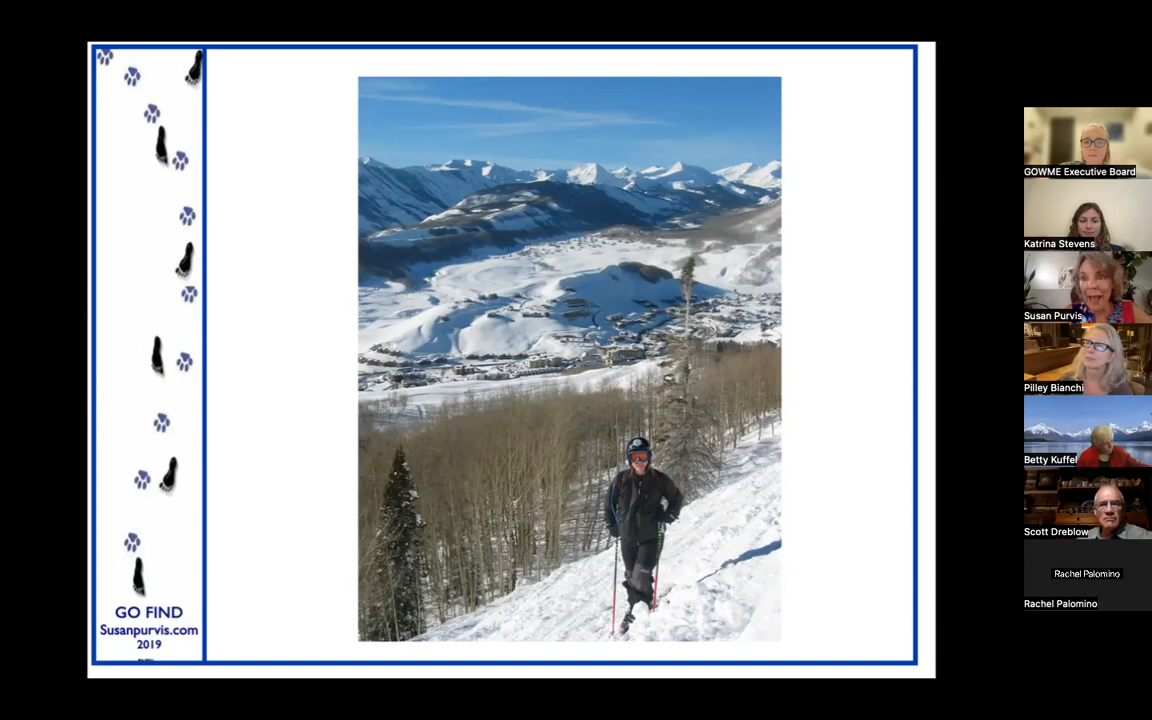 GO FIND
Susanpurvis.com
2019
GOWME Executive Board
Katrina Stevens
Susan Purvis
Pilley Bianchi
Betty Kuffel
Scott Dreblow
Rachel Palomino
Rachel Palomino